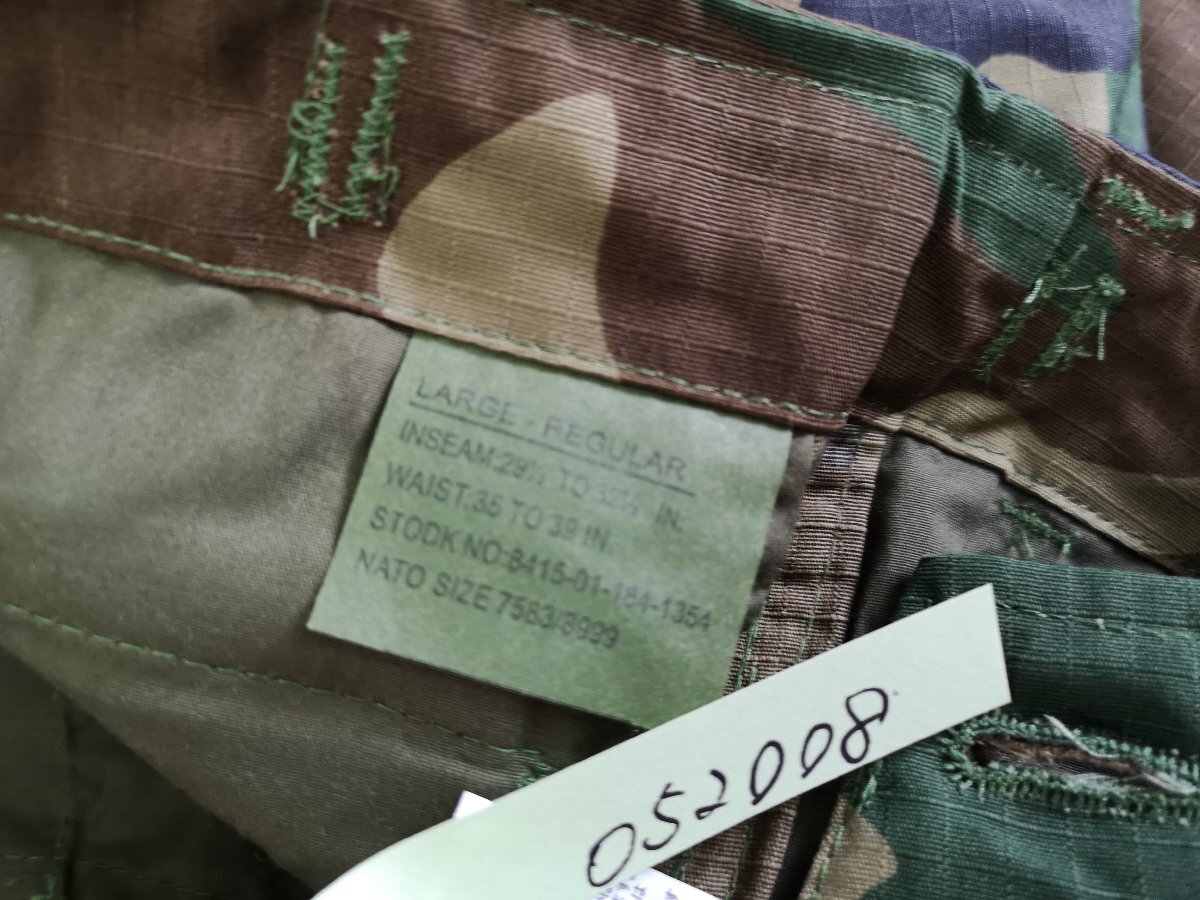 LARGE - REGULAR
INSEAM:29½ TO 32½ IN.
WAIST:35 TO 39 IN.
STODK NO:8415-01-184-1354
NATO SIZE 7583/8999
052008